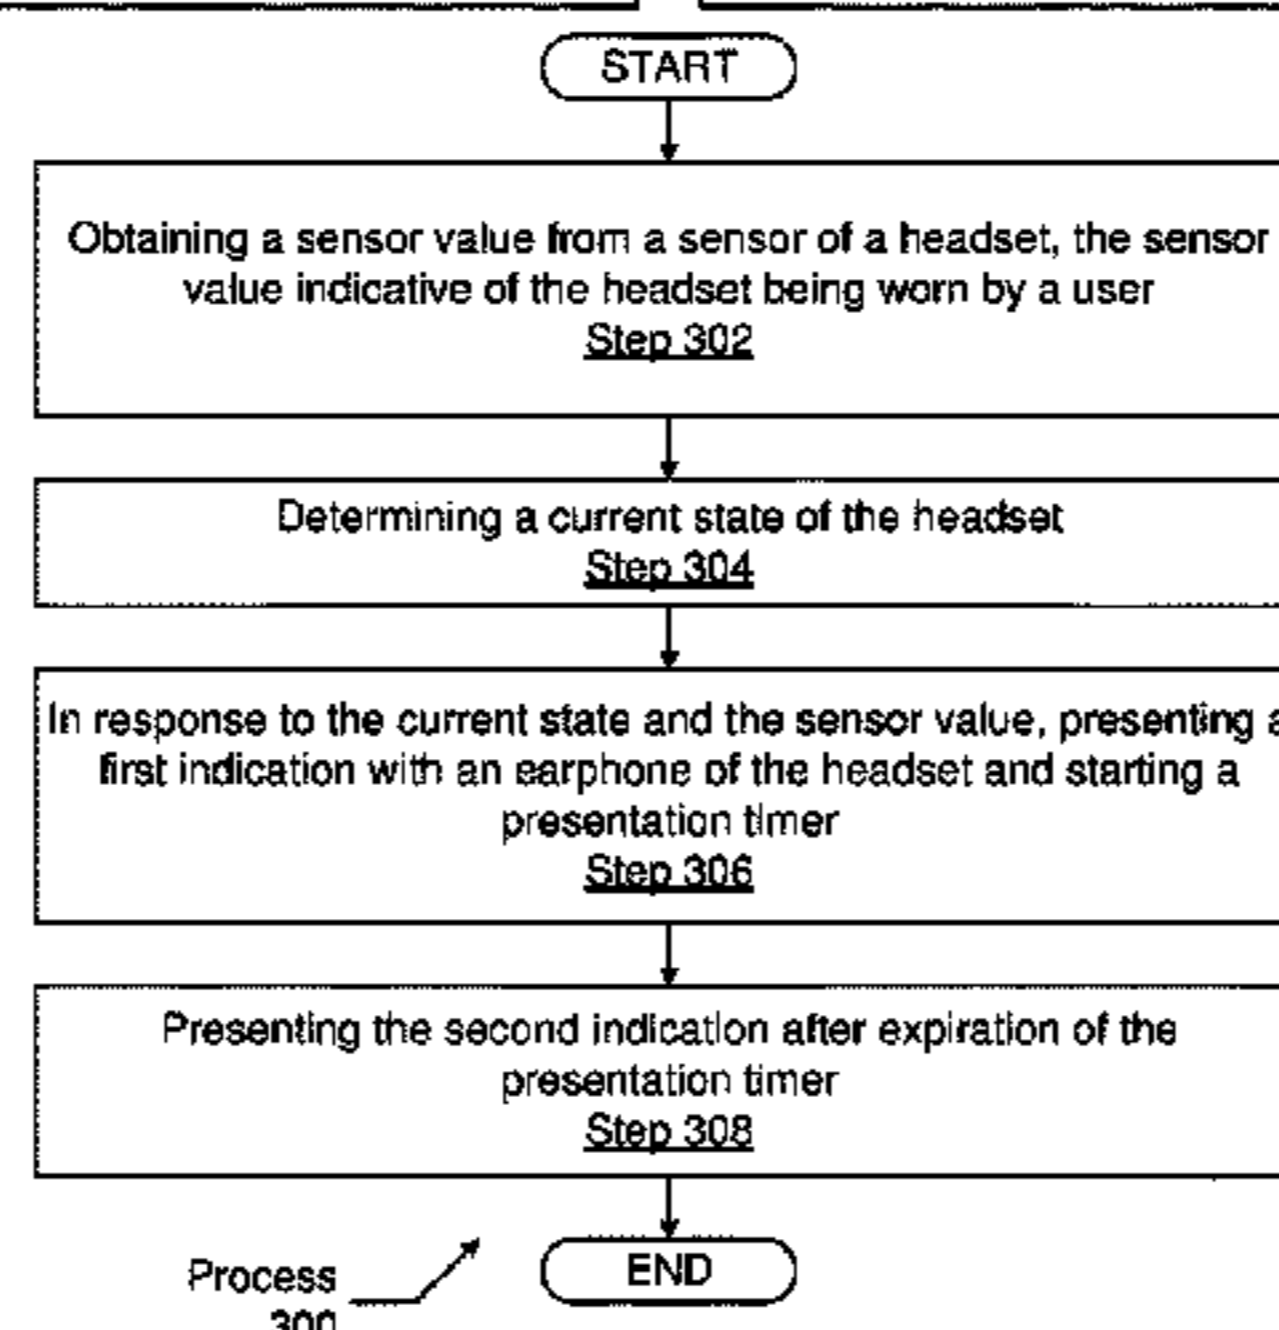 START
Obtaining a sensor value from a sensor of a headset, the sensor
value indicative of the headset being worn by a user
Step 302
Determining a current state of the headset
Step 304
In response to the current state and the sensor value, presenting a
first indication with an earphone of the headset and starting a
presentation timer
Step 306
Presenting the second indication after expiration of the
presentation timer
Step 308
END
Process
300